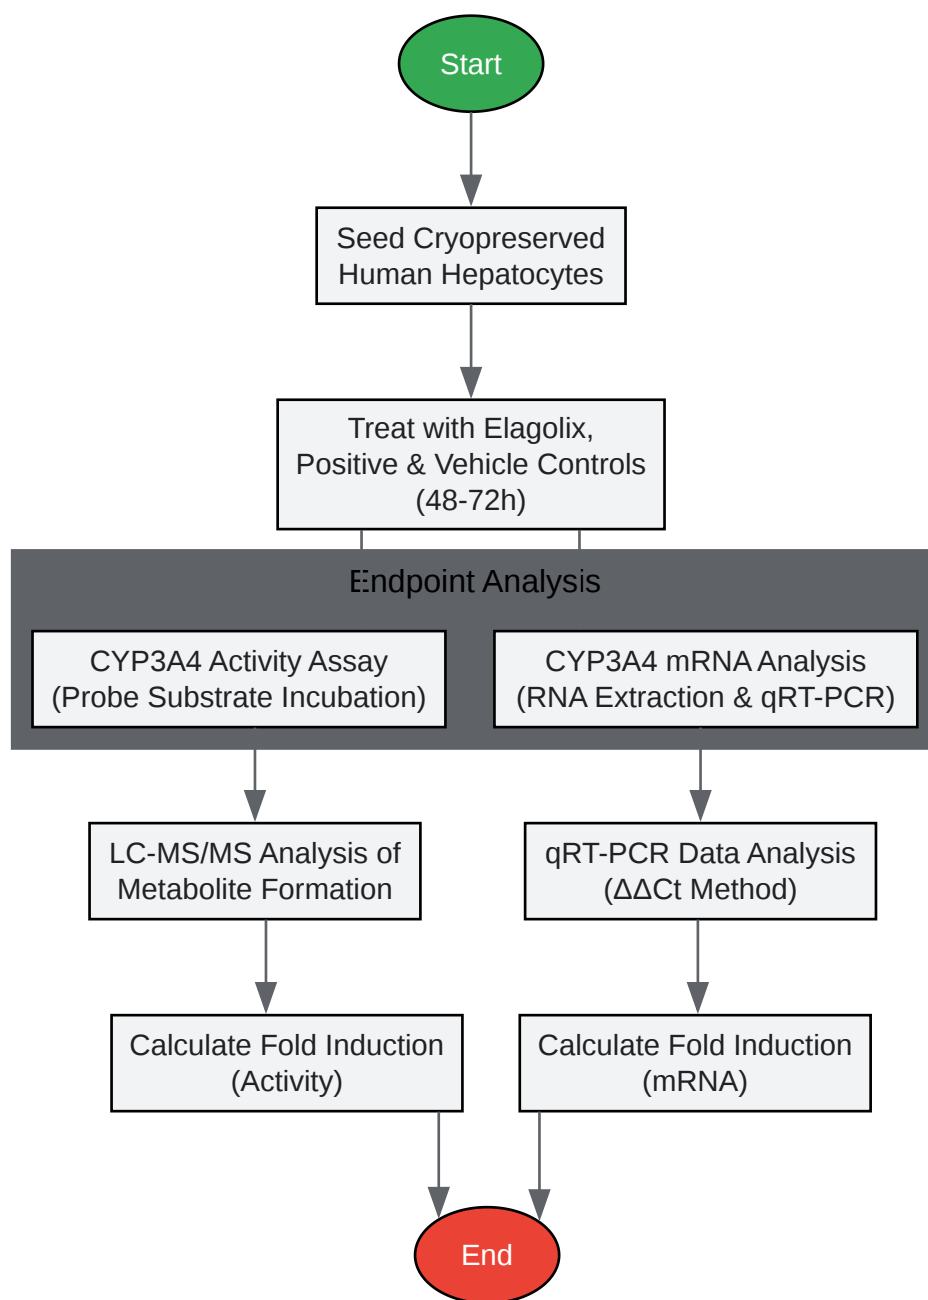 Start
Seed Cryopreserved
Human Hepatocytes
Treat with Elagolix,
Positive & Vehicle Controls
(48-72h)
Endpoint Analysis
CYP3A4 Activity Assay
(Probe Substrate Incubation)
CYP3A4 mRNA Analysis
(RNA Extraction & qRT-PCR)
LC-MS/MS Analysis of
Metabolite Formation
qRT-PCR Data Analysis
(ΔΔCt Method)
Calculate Fold Induction
(Activity)
Calculate Fold Induction
(mRNA)
End